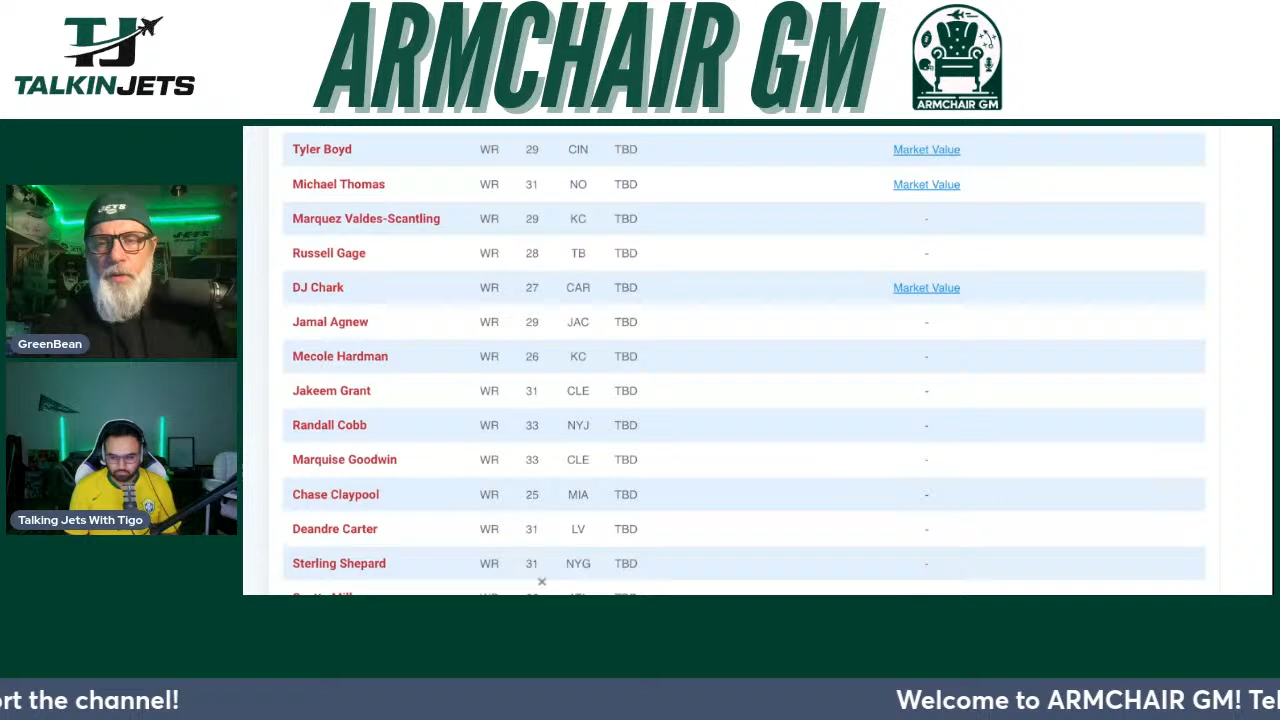 TJ
TALKINJETS
ARMCHAIR GM
ARMCHAIR GM
Tyler Boyd WR 29 CIN TBD Market Value
Michael Thomas WR 31 NO TBD Market Value
Marquez Valdes-Scantling WR 29 KC TBD -
Russell Gage WR 28 TB TBD -
DJ Chark WR 27 CAR TBD Market Value
Jamal Agnew WR 29 JAC TBD -
Mecole Hardman WR 26 KC TBD -
Jakeem Grant WR 31 CLE TBD -
Randall Cobb WR 33 NYJ TBD -
Marquise Goodwin WR 33 CLE TBD -
Chase Claypool WR 25 MIA TBD -
Deandre Carter WR 31 LV TBD -
Sterling Shepard WR 31 NYG TBD -
JETS
GreenBean
Talking Jets With Tigo
ort the channel! Welcome to ARMCHAIR GM! Tel